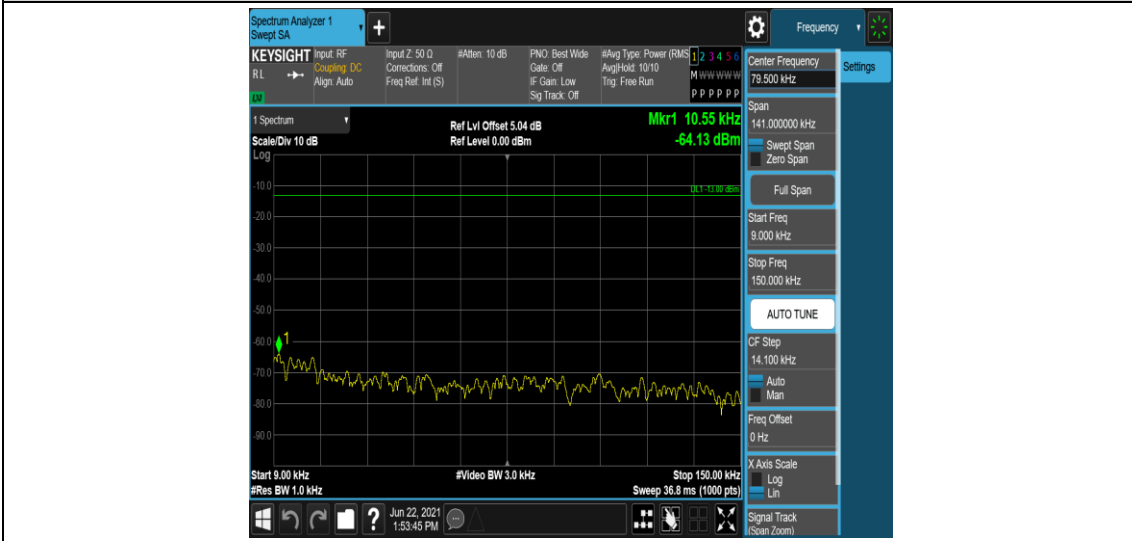 Spectrum Analyzer 1
Swept SA
+
Frequency
KEYSIGHT
RL
LNI
Input: RF
Coupling: DC
Align: Auto
Input Z: 50 Ω
Corrections: Off
Freq Ref: Int (S)
#Atten: 10 dB
PNO: Best Wide
Gate: Off
IF Gain: Low
Sig Track: Off
#Avg Type: Power (RMS
Avg|Hold: 10/10
Trig: Free Run
1 2 3 4 5 6
M W W W W W
P P P P P P
1 Spectrum
Scale/Div 10 dB
Log
Ref Lvl Offset 5.04 dB
Ref Level 0.00 dBm
Mkr1 10.55 kHz
-64.13 dBm
DL1 -13.00 dBm
-10.0
-20.0
-30.0
-40.0
-50.0
-60.0
-70.0
-80.0
-90.0
1
Start 9.00 kHz
#Res BW 1.0 kHz
#Video BW 3.0 kHz
Stop 150.00 kHz
Sweep 36.8 ms (1000 pts)
?
Jun 22, 2021
1:53:45 PM
Center Frequency
79.500 kHz
Settings
Span
141.000000 kHz
Swept Span
Zero Span
Full Span
Start Freq
9.000 kHz
Stop Freq
150.000 kHz
AUTO TUNE
CF Step
14.100 kHz
Auto
Man
Freq Offset
0 Hz
X Axis Scale
Log
Lin
Signal Track
(Span Zoom)